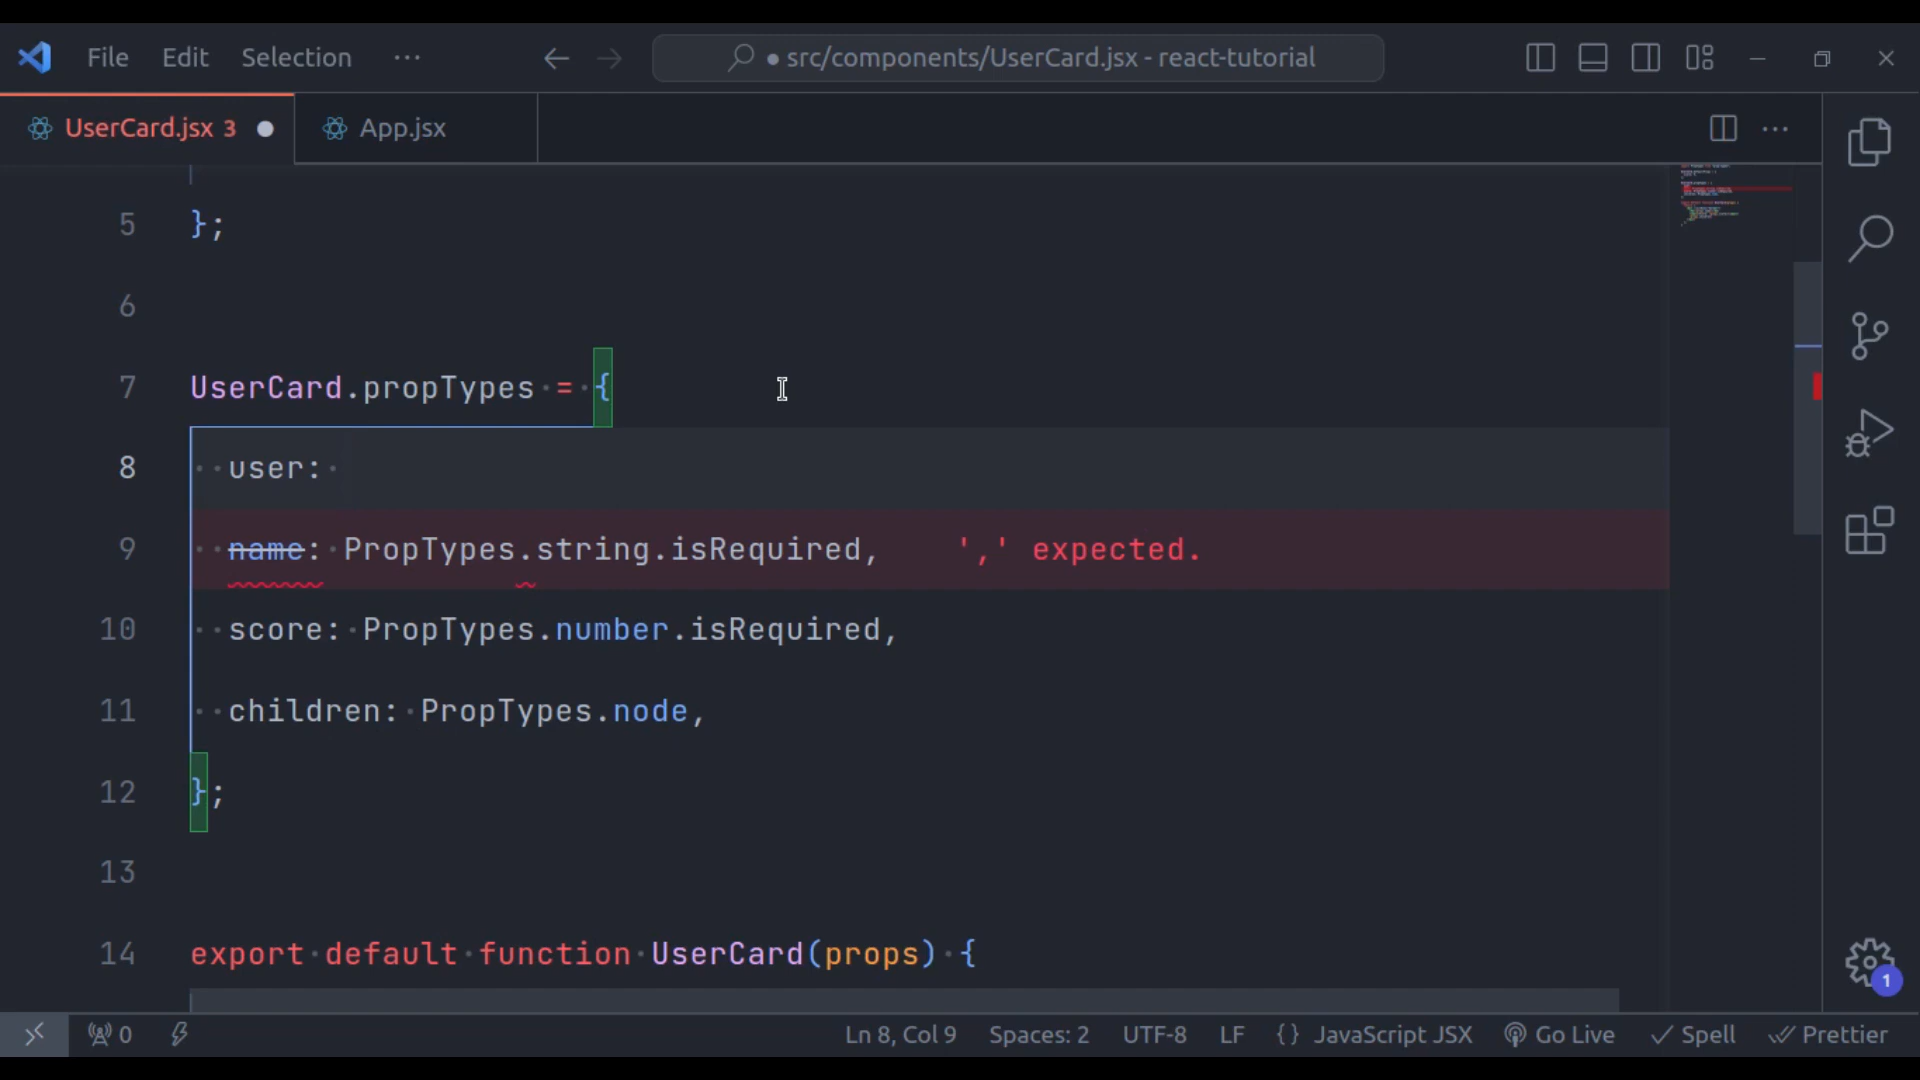 File Edit Selection ··· ● src/components/UserCard.jsx - react-tutorial
UserCard.jsx 3 ● App.jsx
5 };
6
7 UserCard.propTypes = {
8 user:
9 name: PropTypes.string.isRequired, ',' expected.
10 score: PropTypes.number.isRequired,
11 children: PropTypes.node,
12 };
13
14 export default function UserCard(props) {
1
0 Ln 8, Col 9 Spaces: 2 UTF-8 LF {} JavaScript JSX Go Live Spell Prettier